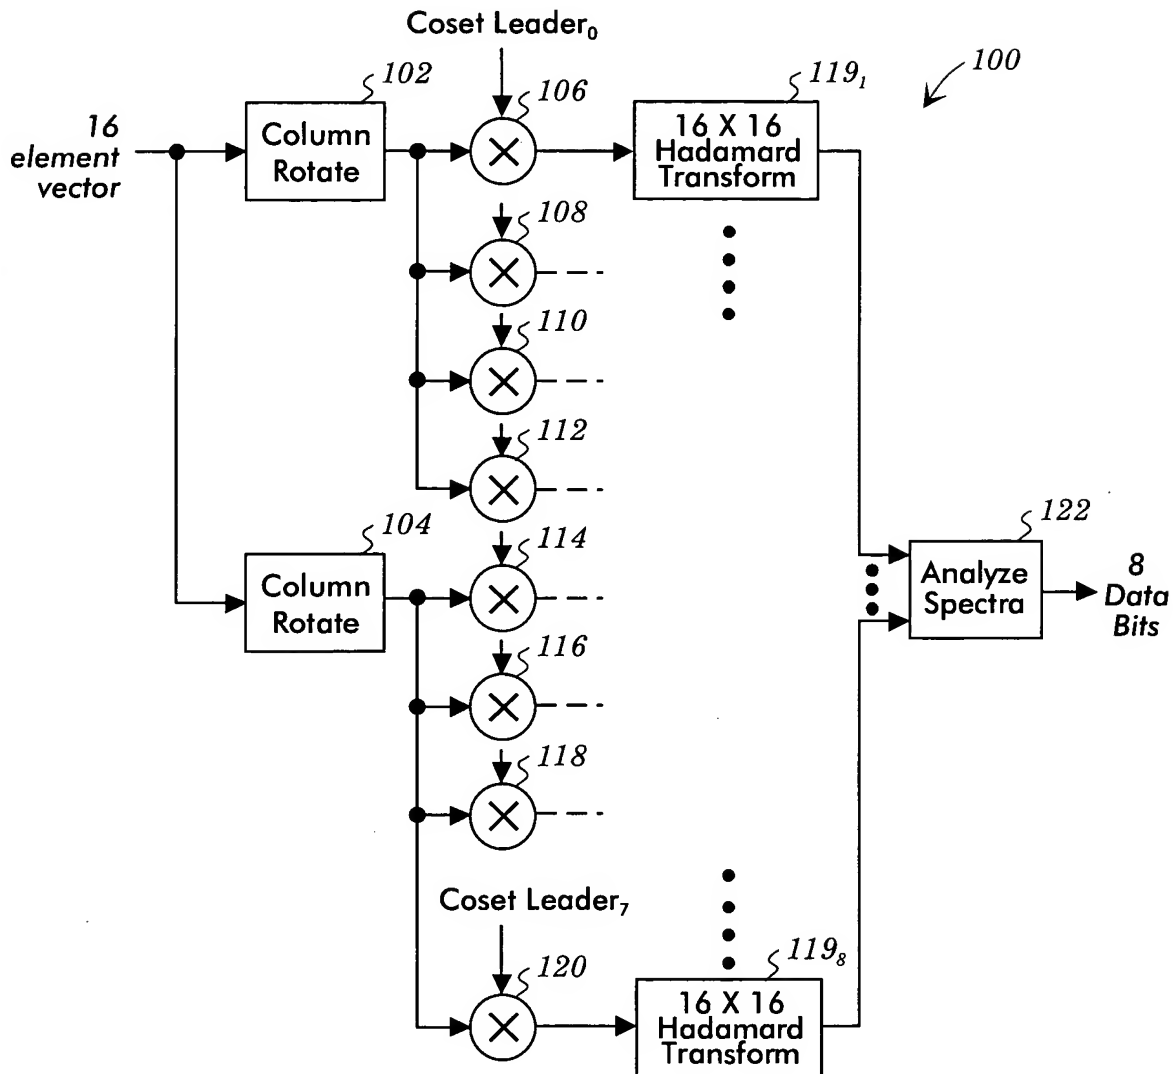 Coset Leader₀
100
102
106
119₁
16
element
vector
Column
Rotate
16 X 16
Hadamard
Transform
108
110
112
104
114
122
Column
Rotate
Analyze
Spectra
8
Data
Bits
116
118
Coset Leader₇
120
119₈
16 X 16
Hadamard
Transform